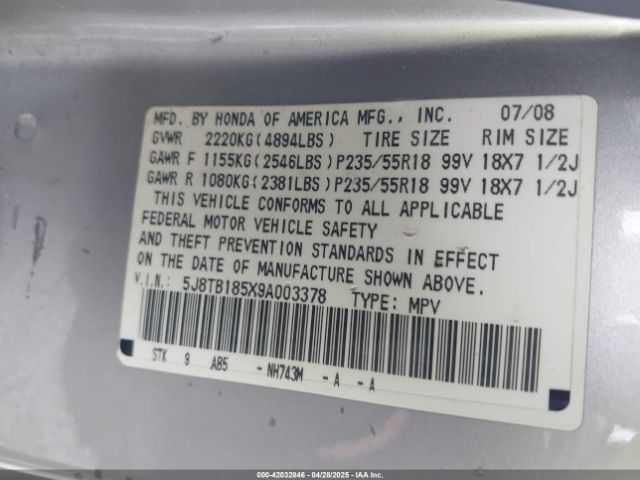 MFD. BY HONDA OF AMERICA MFG., INC. 07/08
GVWR 2220KG(4894LBS) TIRE SIZE RIM SIZE
GAWR F 1155KG(2546LBS)P235/55R18 99V 18X7 1/2J
GAWR R 1080KG(2381LBS)P235/55R18 99V 18X7 1/2J
THIS VEHICLE CONFORMS TO ALL APPLICABLE
FEDERAL MOTOR VEHICLE SAFETY
AND THEFT PREVENTION STANDARDS IN EFFECT
ON THE DATE OF MANUFACTURE SHOWN ABOVE.
V.I.N.: 5J8TB185X9A003378 TYPE: MPV
STK 9 AB5 -NH743M -A -A
000-42032846 04/28/2025 IAAI.COM